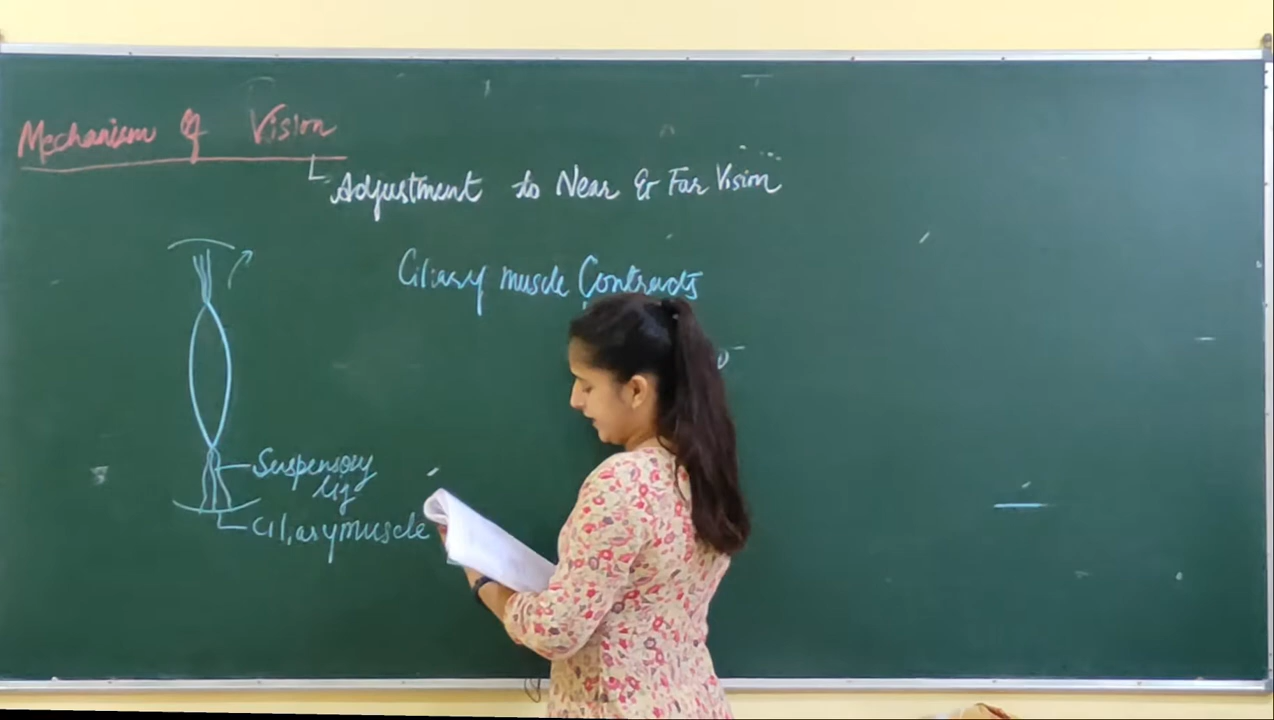 Mechanism of Vision
Adjustment to Near & Far Vision
Ciliary muscle Contracts
Suspensory
lig
Ciliarymuscle